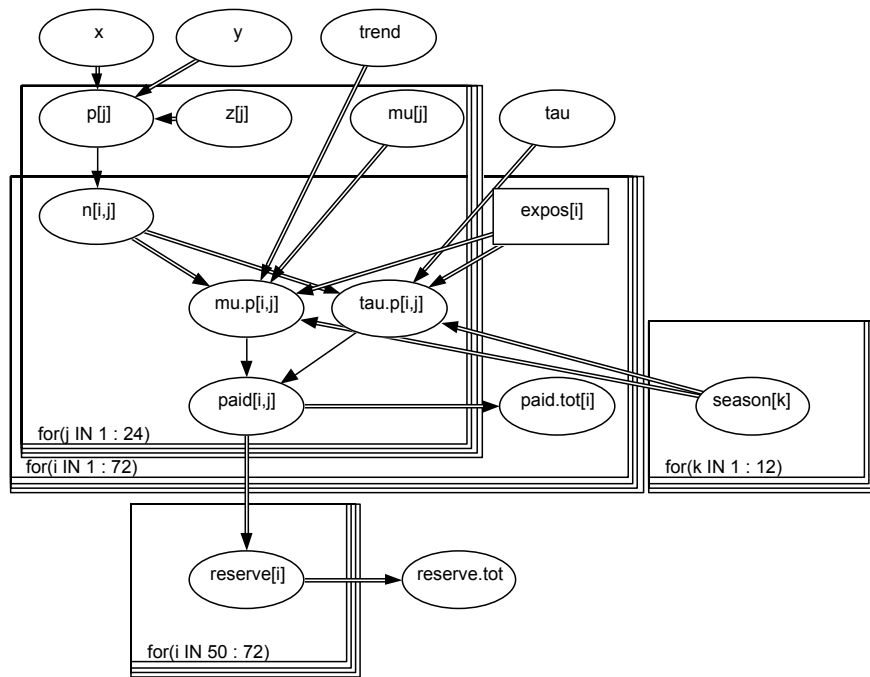 x
y
trend
p[j]
z[j]
mu[j]
tau
n[i,j]
expos[i]
mu.p[i,j]
tau.p[i,j]
paid[i,j]
paid.tot[i]
season[k]
for(j IN 1 : 24)
for(i IN 1 : 72)
for(k IN 1 : 12)
reserve[i]
reserve.tot
for(i IN 50 : 72)